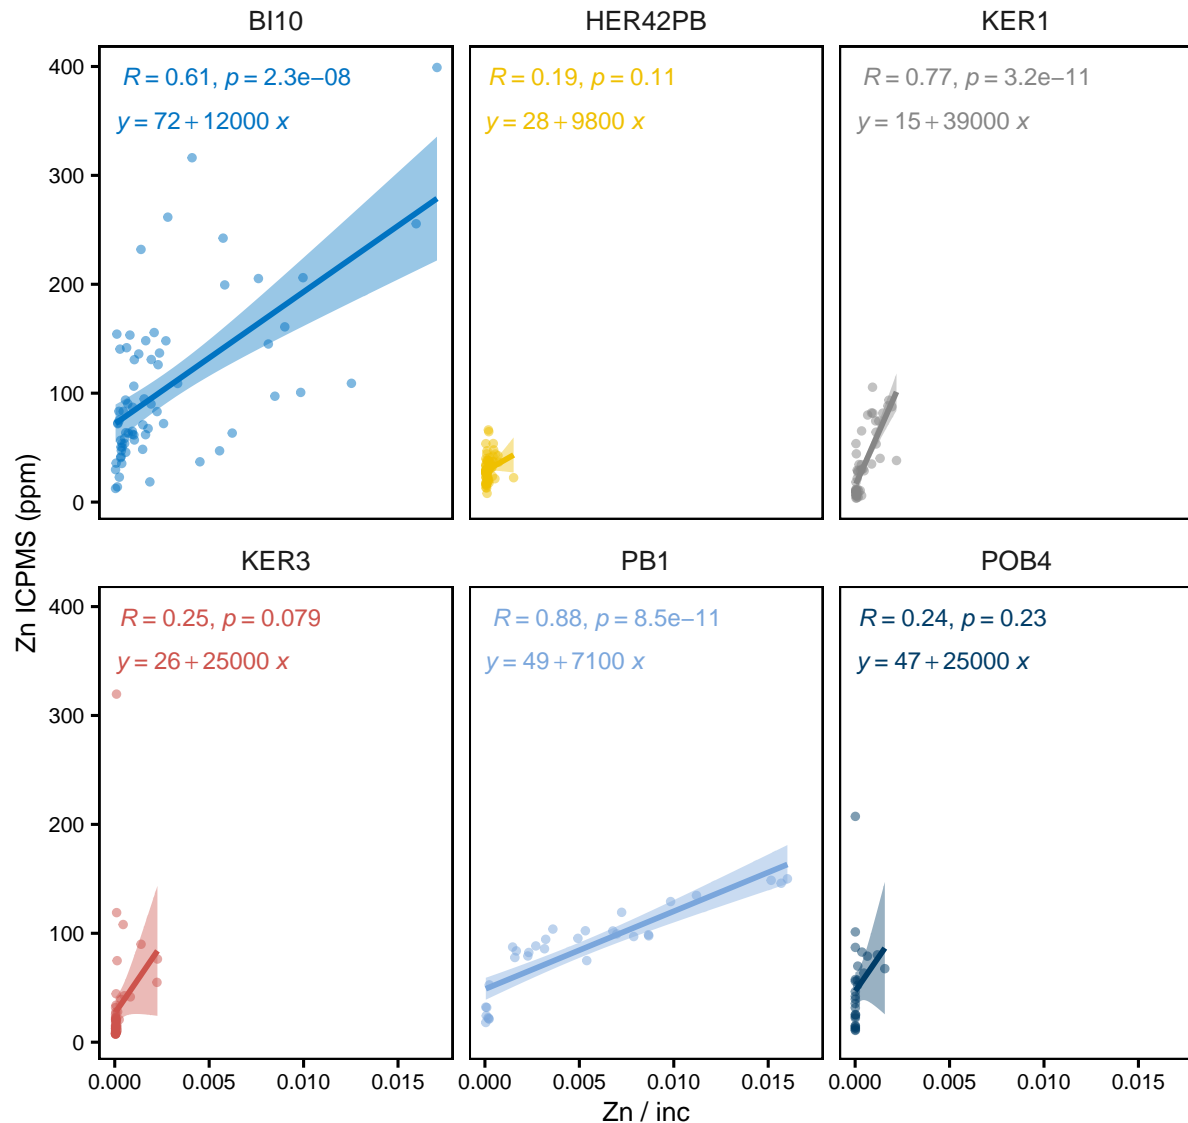 BI10 HER42PB KER1
R = 0.61, p = 2.3e−08
y = 72 + 12000 x
R = 0.19, p = 0.11
y = 28 + 9800 x
R = 0.77, p = 3.2e−11
y = 15 + 39000 x
400
300
200
100
0
Zn ICPMS (ppm)
KER3 PB1 POB4
R = 0.25, p = 0.079
y = 26 + 25000 x
R = 0.88, p = 8.5e−11
y = 49 + 7100 x
R = 0.24, p = 0.23
y = 47 + 25000 x
400
300
200
100
0
0.000 0.005 0.010 0.015 0.000 0.005 0.010 0.015 0.000 0.005 0.010 0.015
Zn / inc